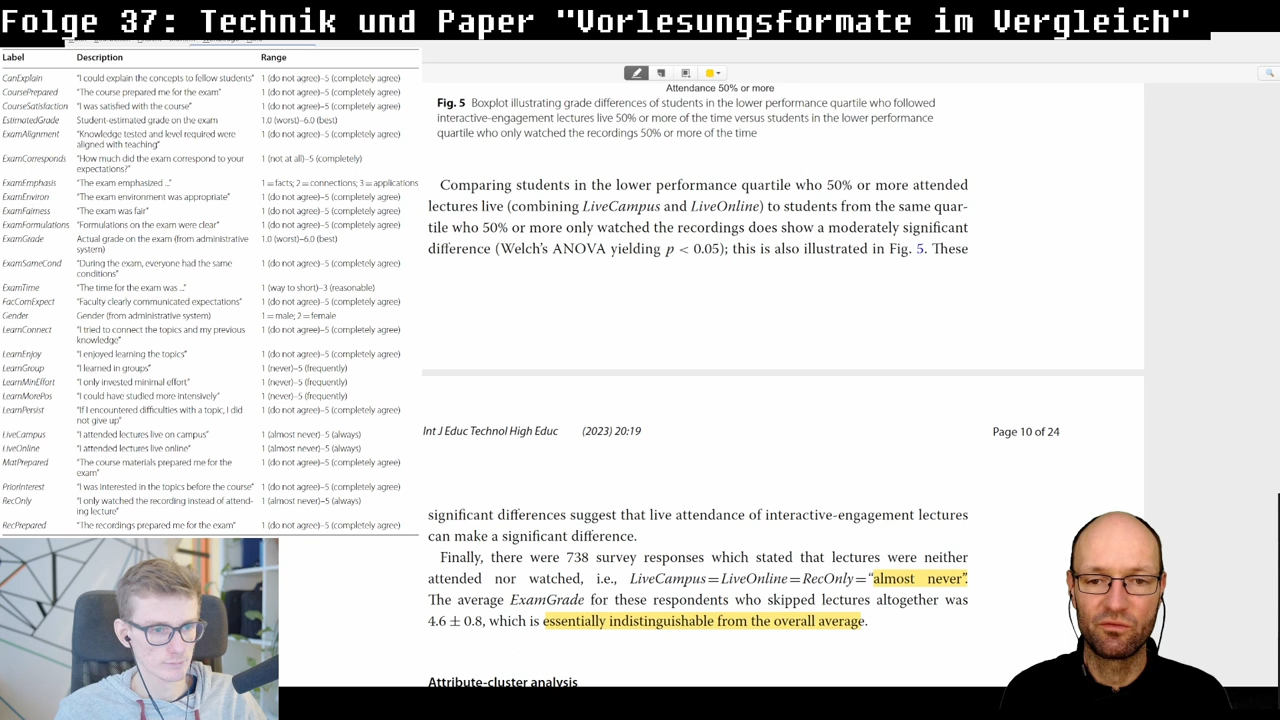 Folge 37: Technik und Paper "Vorlesungsformate im Vergleich"
Label Description Range
CanExplain "I could explain the concepts to fellow students" 1 (do not agree)–5 (completely agree)
CoursePrepared "The course prepared me for the exam" 1 (do not agree)–5 (completely agree)
CourseSatisfaction "I was satisfied with the course" 1 (do not agree)–5 (completely agree)
EstimatedGrade Student-estimated grade on the exam 1.0 (worst)–6.0 (best)
ExamAlignment "Knowledge tested and level required were 1 (do not agree)–5 (completely agree)
aligned with teaching"
ExamCorresponds "How much did the exam correspond to your 1 (not at all)–5 (completely)
expectations?"
ExamEmphasis "The exam emphasized ..." 1 = facts; 2 = connections; 3 = applications
ExamEnviron "The exam environment was appropriate" 1 (do not agree)–5 (completely agree)
ExamFairness "The exam was fair" 1 (do not agree)–5 (completely agree)
ExamFormulations "Formulations on the exam were clear" 1 (do not agree)–5 (completely agree)
ExamGrade Actual grade on the exam (from administrative 1.0 (worst)–6.0 (best)
system)
ExamSameCond "During the exam, everyone had the same 1 (do not agree)–5 (completely agree)
conditions"
ExamTime "The time for the exam was ..." 1 (way to short)–3 (reasonable)
FacComExpect "Faculty clearly communicated expectations" 1 (do not agree)–5 (completely agree)
Gender Gender (from administrative system) 1 = male; 2 = female
LearnConnect "I tried to connect the topics and my previous 1 (do not agree)–5 (completely agree)
knowledge"
LearnEnjoy "I enjoyed learning the topics" 1 (do not agree)–5 (completely agree)
LearnGroup "I learned in groups" 1 (never)–5 (frequently)
LearnMinEffort "I only invested minimal effort" 1 (never)–5 (frequently)
LearnMorePos "I could have studied more intensively" 1 (never)–5 (frequently)
LearnPersist "If I encountered difficulties with a topic, I did 1 (do not agree)–5 (completely agree)
not give up"
LiveCampus "I attended lectures live on campus" 1 (almost never)–5 (always)
LiveOnline "I attended lectures live online" 1 (almost never)–5 (always)
MatPrepared "The course materials prepared me for the 1 (do not agree)–5 (completely agree)
exam"
PriorInterest "I was interested in the topics before the course" 1 (do not agree)–5 (completely agree)
RecOnly "I only watched the recording instead of attend- 1 (almost never)–5 (always)
ing lecture"
RecPrepared "The recordings prepared me for the exam" 1 (do not agree)–5 (completely agree)
Attendance 50% or more
Fig. 5 Boxplot illustrating grade differences of students in the lower performance quartile who followed
interactive-engagement lectures live 50% or more of the time versus students in the lower performance
quartile who only watched the recordings 50% or more of the time
Comparing students in the lower performance quartile who 50% or more attended
lectures live (combining LiveCampus and LiveOnline) to students from the same quar-
tile who 50% or more only watched the recordings does show a moderately significant
difference (Welch's ANOVA yielding p < 0.05); this is also illustrated in Fig. 5. These
Int J Educ Technol High Educ (2023) 20:19 Page 10 of 24
significant differences suggest that live attendance of interactive-engagement lectures
can make a significant difference.
Finally, there were 738 survey responses which stated that lectures were neither
attended nor watched, i.e., LiveCampus = LiveOnline = RecOnly = "almost never".
The average ExamGrade for these respondents who skipped lectures altogether was
4.6 ± 0.8, which is essentially indistinguishable from the overall average.
Attribute-cluster analysis